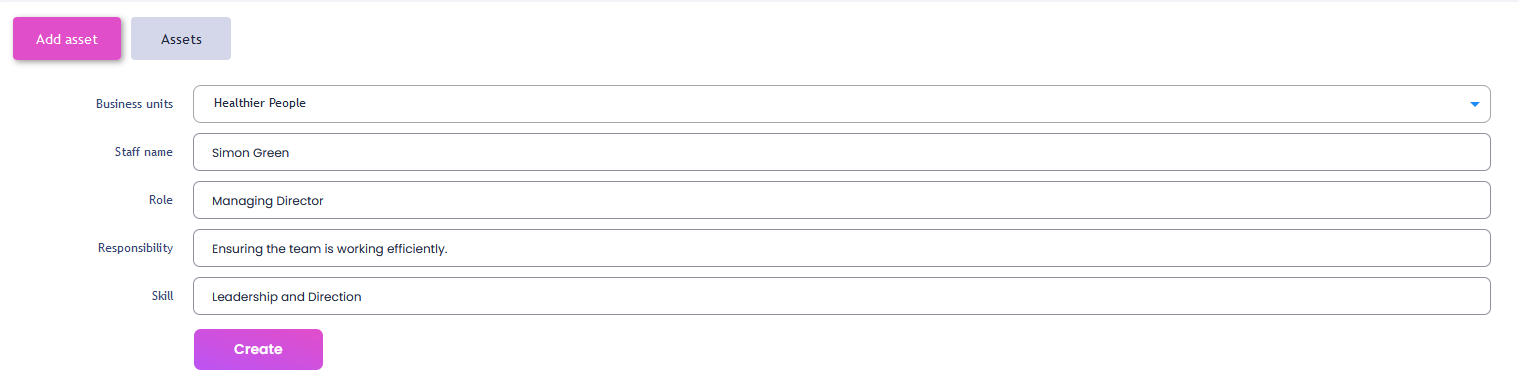 Add asset Assets
Business units Healthier People
Staff name Simon Green
Role Managing Director
Responsibility Ensuring the team is working efficiently.
Skill Leadership and Direction
Create